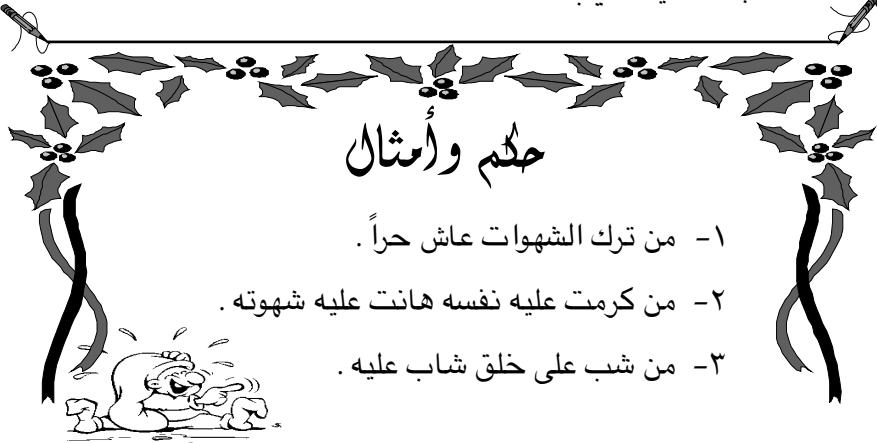 حكم وأمثال
١- من ترك الشهوات عاش حراً .
٢- من كرمت عليه نفسه هانت عليه شهوته .
٣- من شب على خلق شاب عليه .